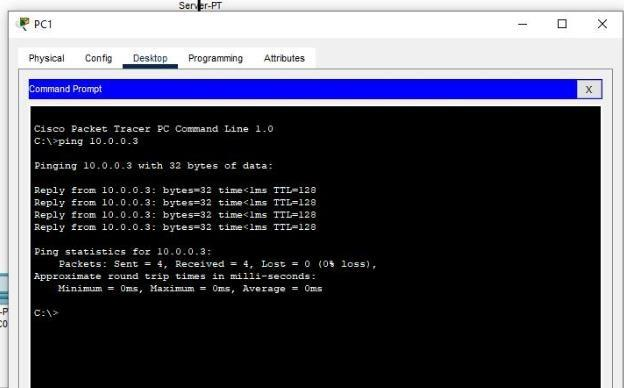 Server-PT
PC1
Physical Config Desktop Programming Attributes
Command Prompt
X
Cisco Packet Tracer PC Command Line 1.0
C:\>ping 10.0.0.3
Pinging 10.0.0.3 with 32 bytes of data:
Reply from 10.0.0.3: bytes=32 time<1ms TTL=128
Reply from 10.0.0.3: bytes=32 time<1ms TTL=128
Reply from 10.0.0.3: bytes=32 time<1ms TTL=128
Reply from 10.0.0.3: bytes=32 time<1ms TTL=128
Ping statistics for 10.0.0.3:
Packets: Sent = 4, Received = 4, Lost = 0 (0% loss),
Approximate round trip times in milli-seconds:
Minimum = 0ms, Maximum = 0ms, Average = 0ms
C:\>